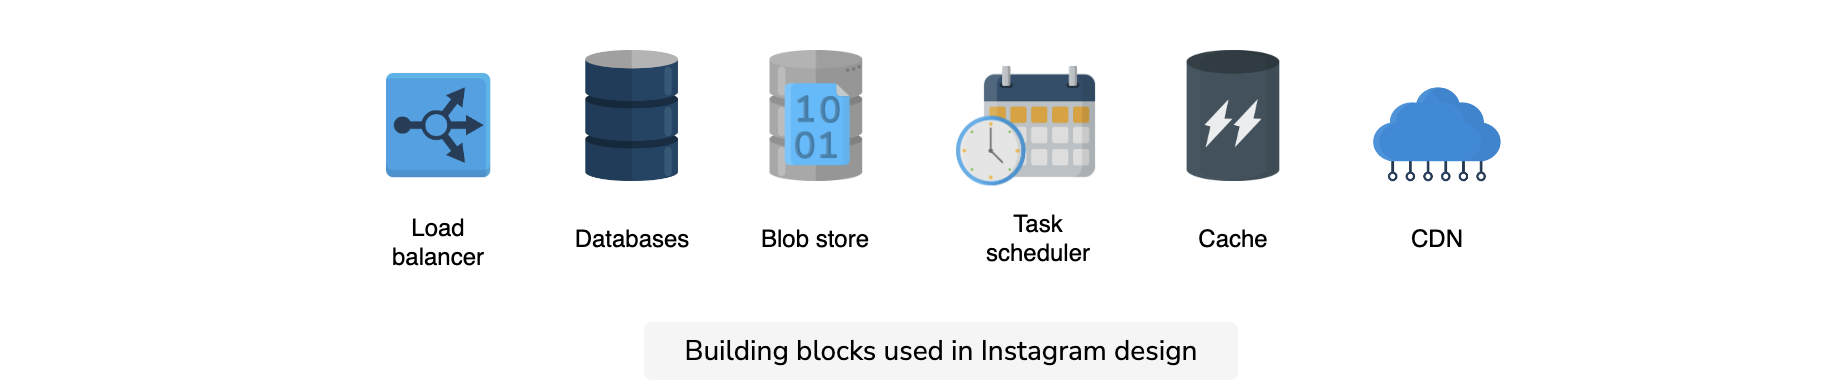 10
01
Load
balancer
Databases
Blob store
Task
scheduler
Cache
CDN
Building blocks used in Instagram design